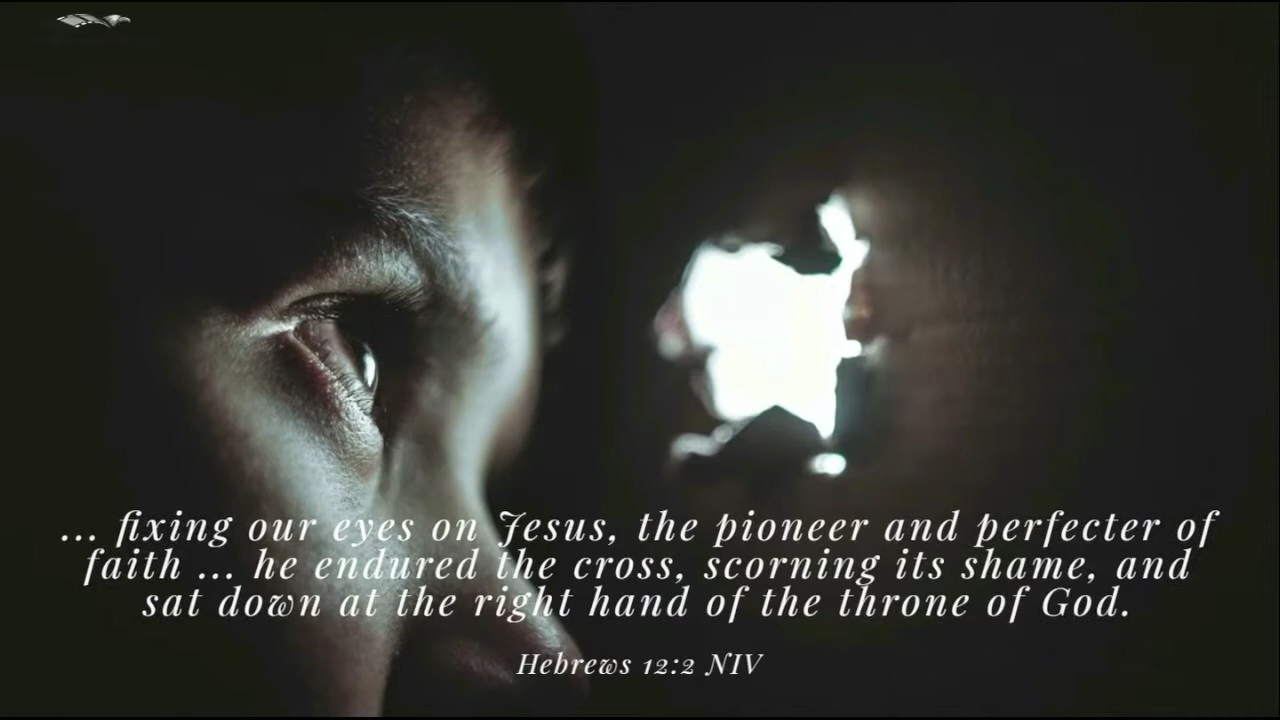 ... fixing our eyes on Jesus, the pioneer and perfecter of
faith ... he endured the cross, scorning its shame, and
sat down at the right hand of the throne of God.
Hebrews 12:2 NIV